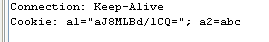 Connection: Keep-Alive
Cookie: a1="aJ8MLBd/lCQ="; a2=abc